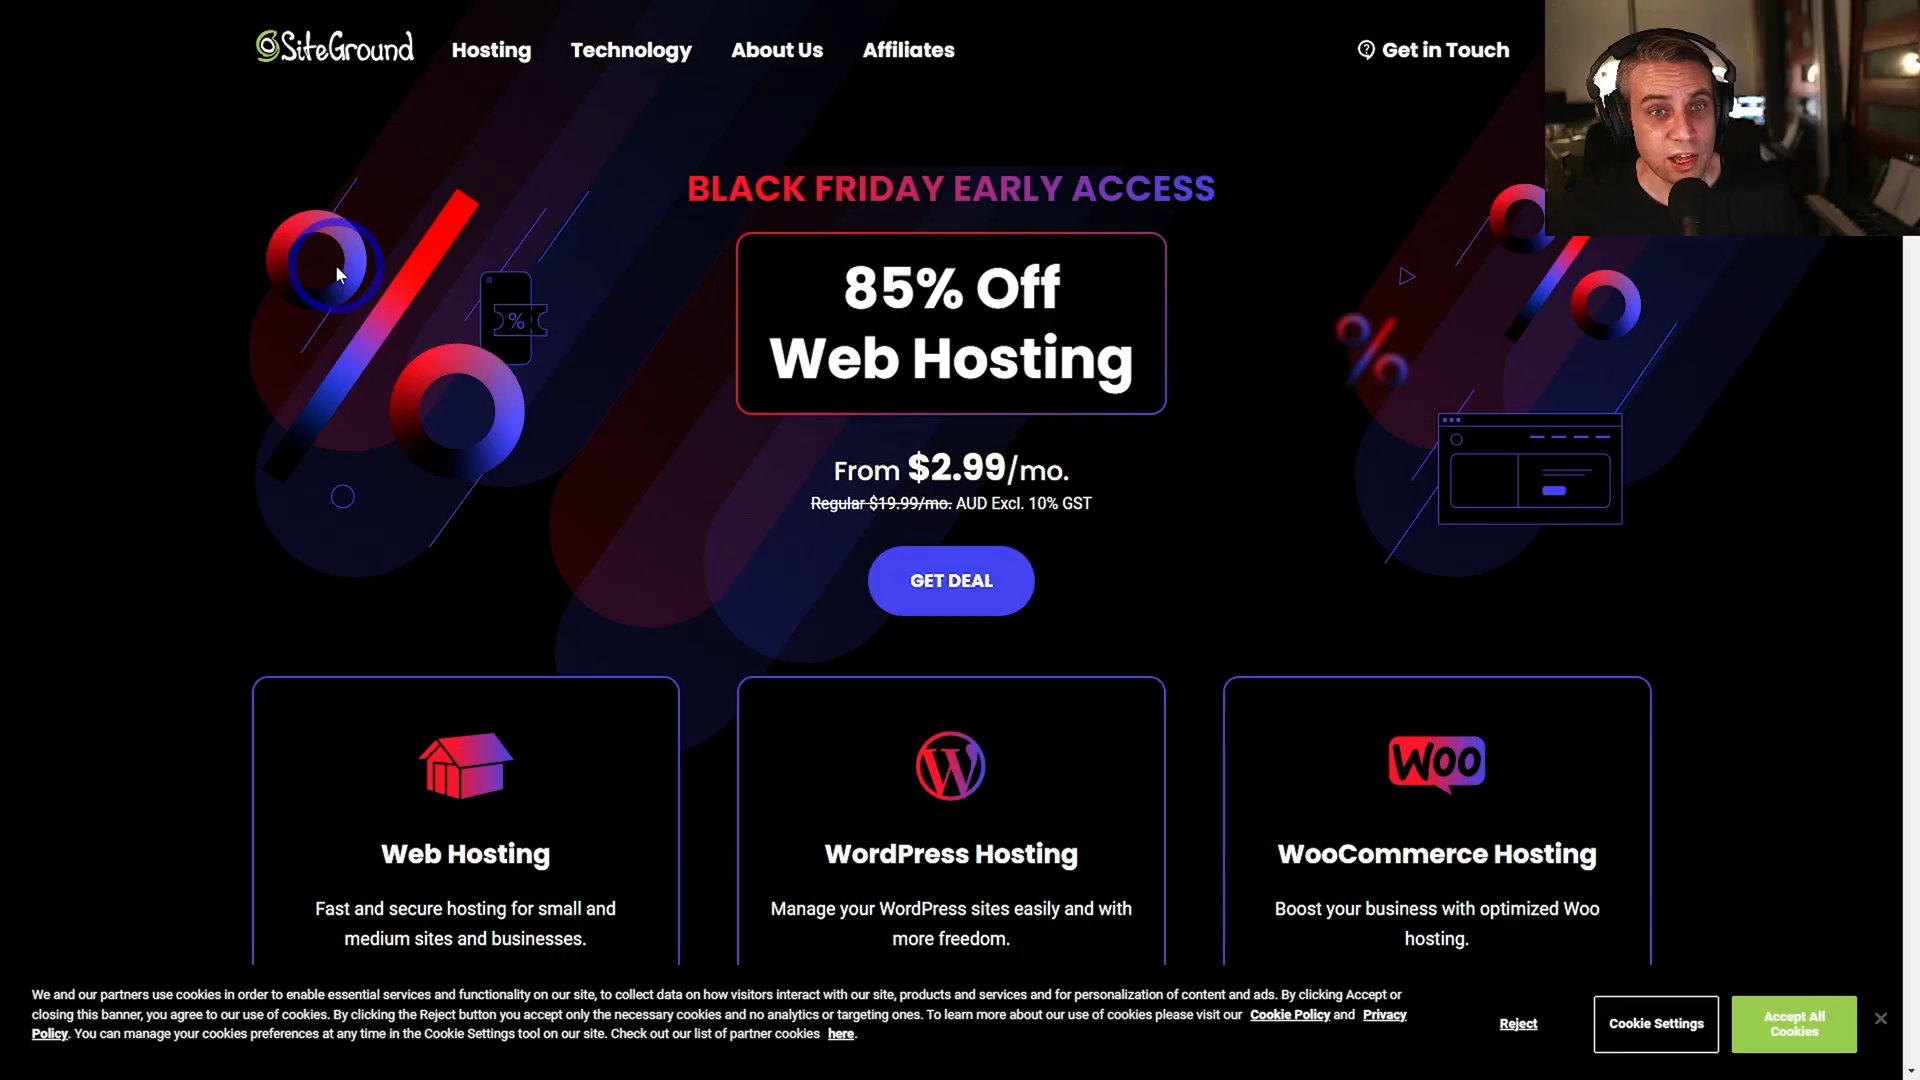 SiteGround
Hosting
Technology
About Us
Affiliates
Get in Touch
BLACK FRIDAY EARLY ACCESS
85% Off
Web Hosting
From $2.99/mo.
Regular $19.99/mo. AUD Excl. 10% GST
GET DEAL
%
WOO
Web Hosting
Fast and secure hosting for small and
medium sites and businesses.
WordPress Hosting
Manage your WordPress sites easily and with
more freedom.
WooCommerce Hosting
Boost your business with optimized Woo
hosting.
We and our partners use cookies in order to enable essential services and functionality on our site, to collect data on how visitors interact with our site, products and services and for personalization of content and ads. By clicking Accept or
closing this banner, you agree to our use of cookies. By clicking the Reject button you accept only the necessary cookies and no analytics or targeting ones. To learn more about our use of cookies please visit our Cookie Policy and Privacy
Policy. You can manage your cookies preferences at any time in the Cookie Settings tool on our site. Check out our list of partner cookies here.
Reject
Cookie Settings
Accept All
Cookies